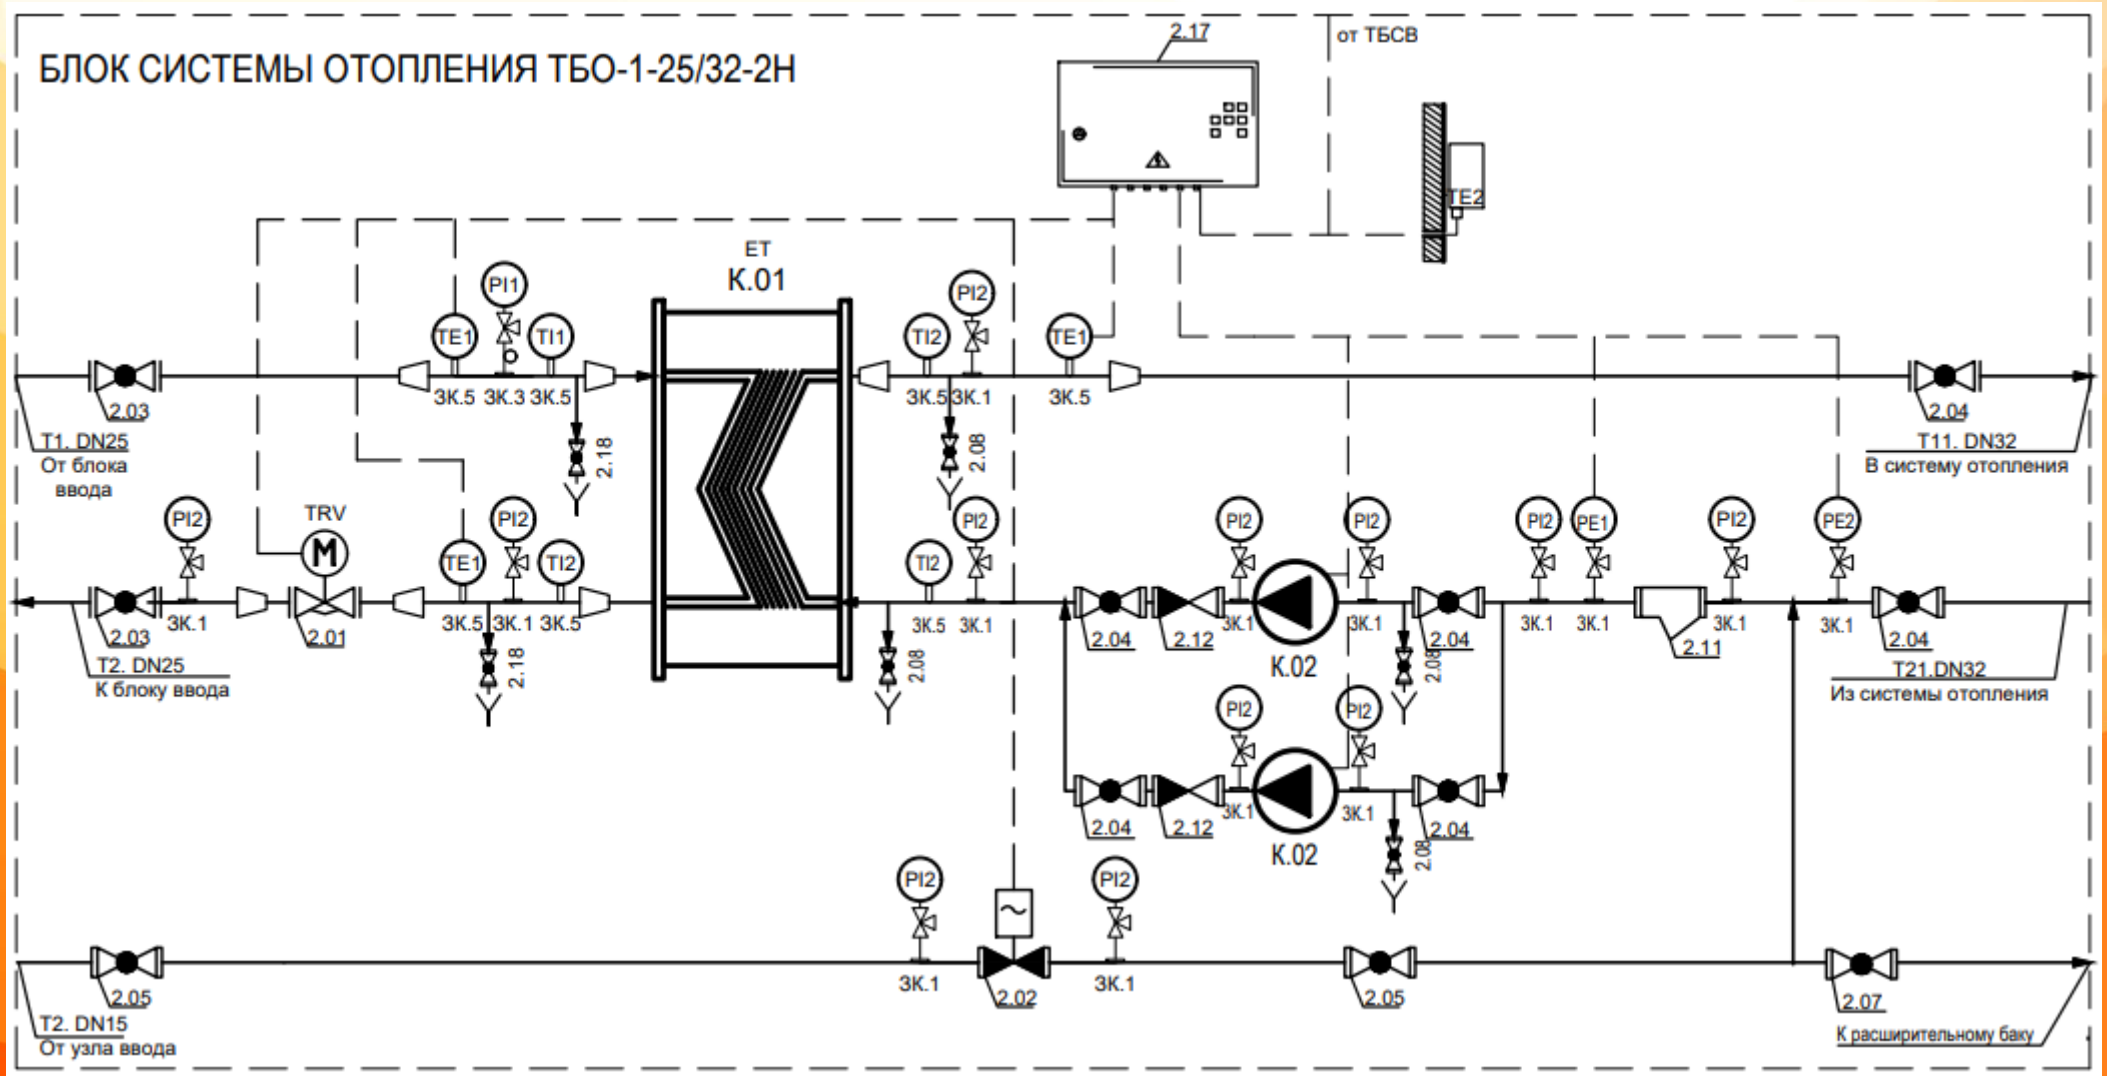 БЛОК СИСТЕМЫ ОТОПЛЕНИЯ ТБО-1-25/32-2Н
2.17
от ТБСВ
TE2
ET
К.01
PI1
PI2
TE1
TI1
TI2
TE1
ЗК.5
ЗК.3
ЗК.5
ЗК.5
ЗК.1
ЗК.5
2.03
2.04
Т1. DN25
От блока
ввода
Т11. DN32
В систему отопления
2.18
2.08
TRV
M
PI2
TE1
PI2
TI2
TI2
PI2
PI2
PI2
PI2
PE1
PI2
PE2
2.03
ЗК.1
2.01
ЗК.5
ЗК.1
ЗК.5
ЗК.5
ЗК.1
2.04
2.12
ЗК.1
ЗК.1
2.04
ЗК.1
ЗК.1
2.11
ЗК.1
ЗК.1
2.04
Т2. DN25
К блоку ввода
2.18
2.08
К.02
2.08
Т21.DN32
Из системы отопления
PI2
PI2
2.04
2.12
ЗК.1
ЗК.1
2.04
К.02
2.08
PI2
PI2
2.05
ЗК.1
2.02
ЗК.1
2.05
2.07
Т2. DN15
От узла ввода
К расширительному баку